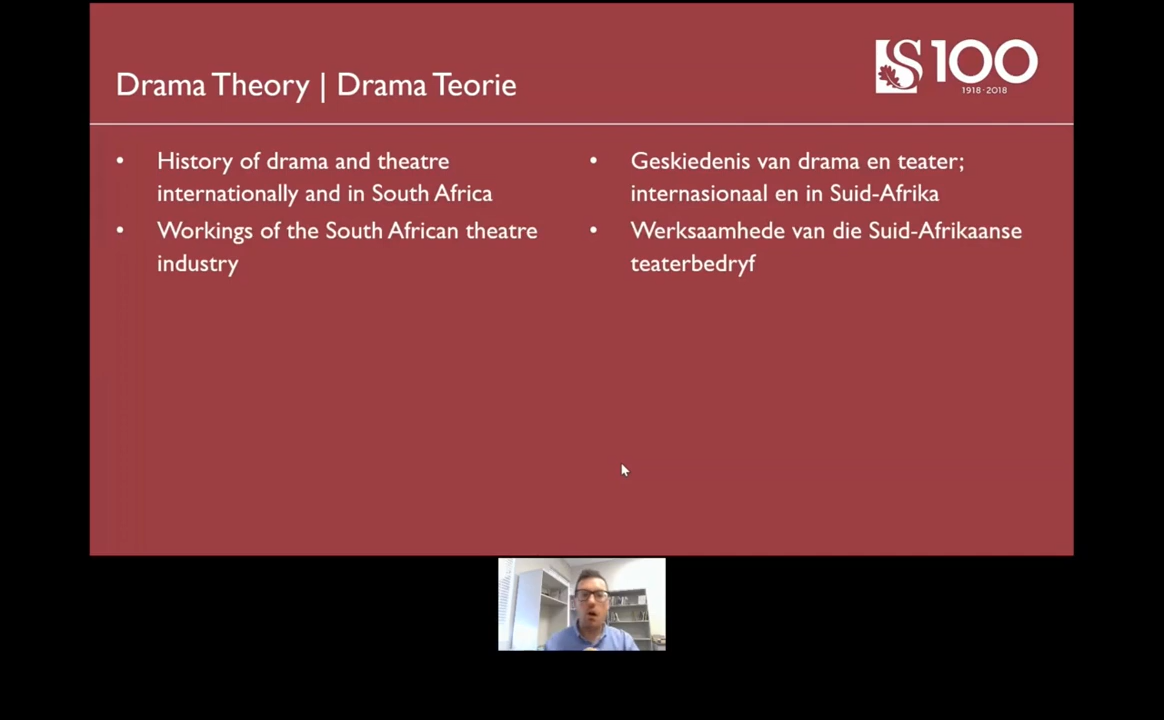 Drama Theory | Drama Teorie
S100
1918·2018
• History of drama and theatre
internationally and in South Africa
• Workings of the South African theatre
industry
• Geskiedenis van drama en teater;
internasionaal en in Suid-Afrika
• Werksaamhede van die Suid-Afrikaanse
teaterbedryf